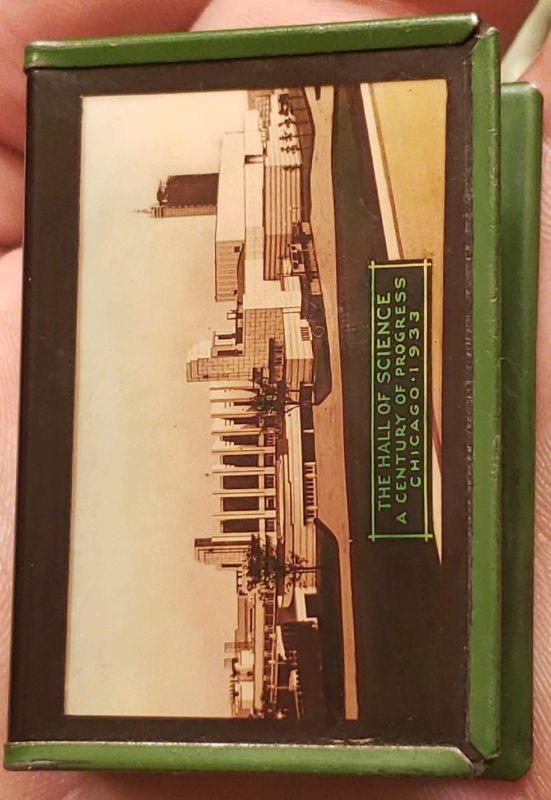 THE HALL OF SCIENCE
A CENTURY OF PROGRESS
CHICAGO · 1933